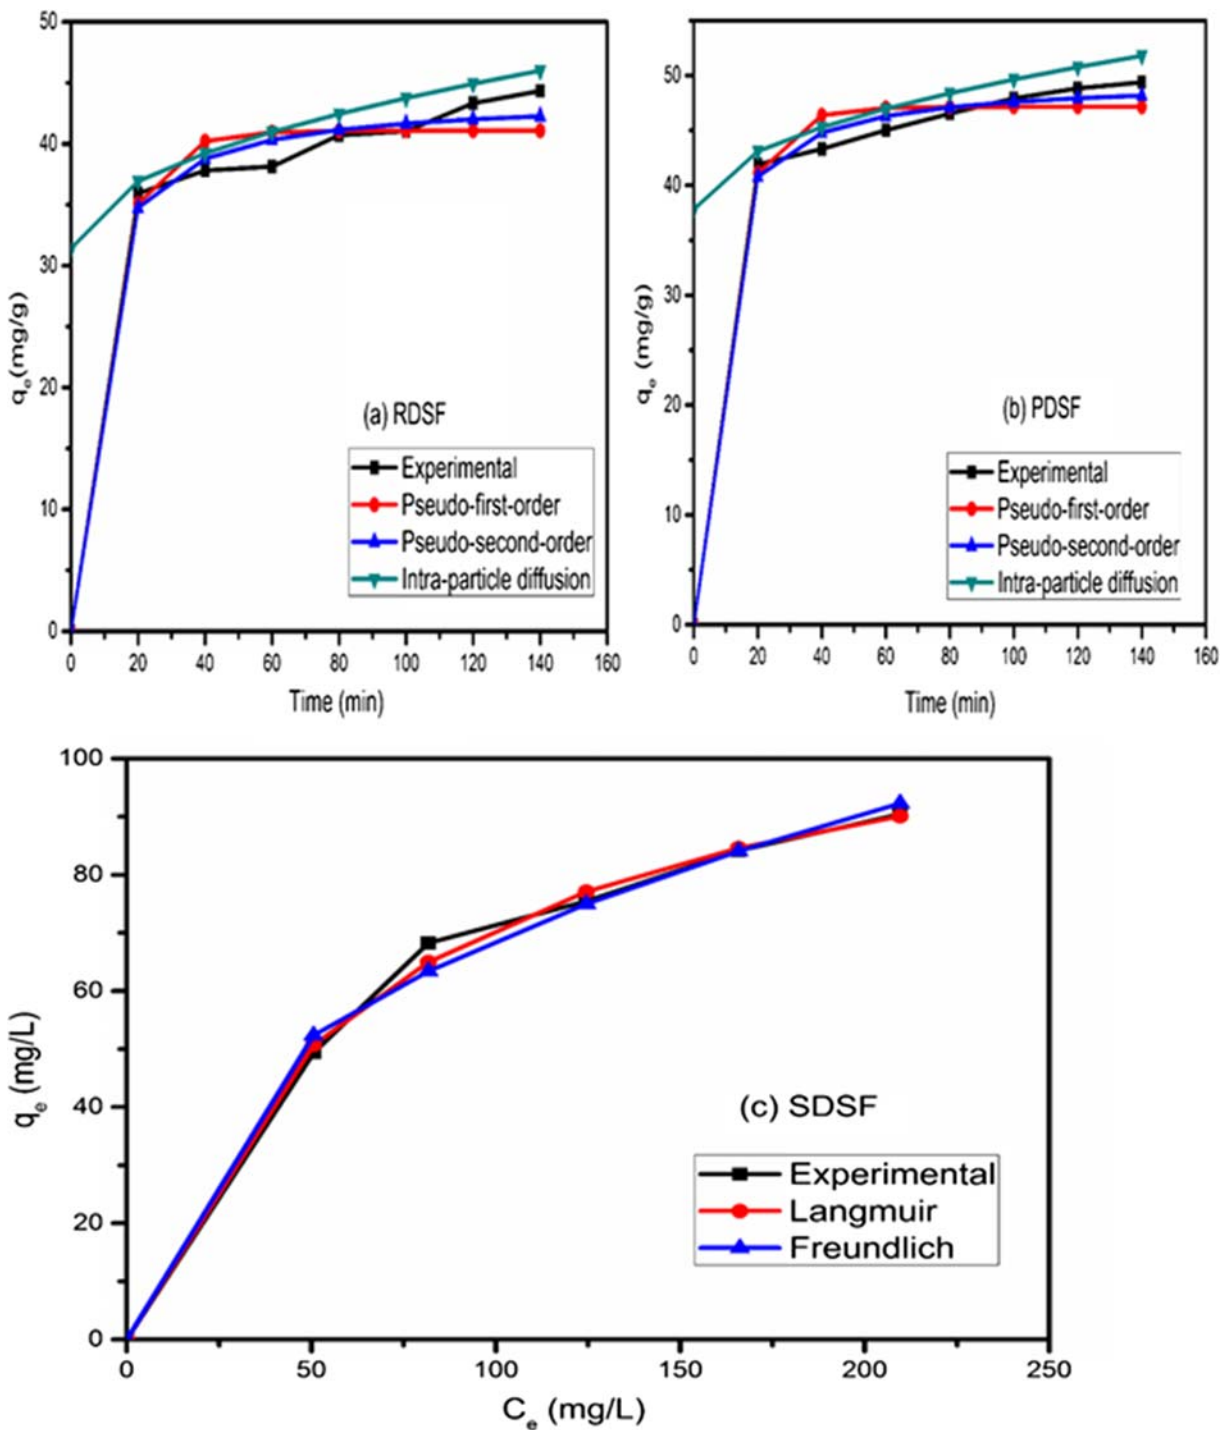 50
40
30
20
10
0
qe(mg/g)
0 20 40 60 80 100 120 140 160
Time (min)
(a) RDSF
Experimental
Pseudo-first-order
Pseudo-second-order
Intra-particle diffusion
50
40
30
20
10
0
qe (mg/g)
0 20 40 60 80 100 120 140 160
Time (min)
(b) PDSF
Experimental
Pseudo-first-order
Pseudo-second-order
Intra-particle diffusion
100
80
60
40
20
0
qe (mg/L)
0 50 100 150 200 250
Ce (mg/L)
(c) SDSF
Experimental
Langmuir
Freundlich